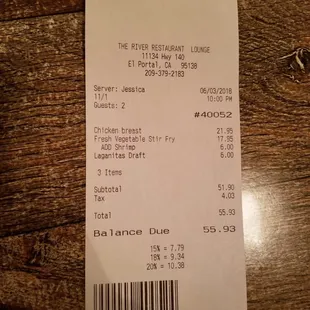 THE RIVER RESTAURANT LOUNGE
11134 Hwy 140
El Portal, CA 95138
209-379-2183
Server: Jessica 06/03/2018
11/1 10:00 PM
Guests: 2
#40052
Chicken breast 21.95
Fresh Vegetable Stir Fry 17.95
ADD Shrimp 6.00
Laganitas Draft 6.00
3 Items
Subtotal 51.90
Tax 4.03
Total 55.93
Balance Due 55.93
15% = 7.79
18% = 9.34
20% = 10.38